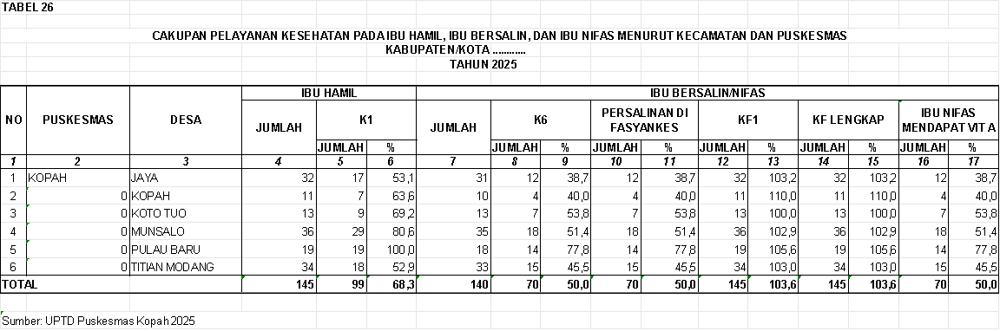 TABEL 26
CAKUPAN PELAYANAN KESEHATAN PADA IBU HAMIL, IBU BERSALIN, DAN IBU NIFAS MENURUT KECAMATAN DAN PUSKESMAS
KABUPATEN/KOTA ............
TAHUN 2025
NO PUSKESMAS DESA IBU HAMIL IBU BERSALIN/NIFAS
JUMLAH K1 JUMLAH K6 PERSALINAN DI FASYANKES KF1 KF LENGKAP IBU NIFAS MENDAPAT VIT A
JUMLAH % JUMLAH % JUMLAH % JUMLAH % JUMLAH % JUMLAH %
1 2 3 4 5 6 7 8 9 10 11 12 13 14 15 16 17
1 KOPAH JAYA 32 17 53,1 31 12 38,7 12 38,7 32 103,2 32 103,2 12 38,7
2 0 KOPAH 11 7 63,6 10 4 40,0 4 40,0 11 110,0 11 110,0 4 40,0
3 0 KOTO TUO 13 9 69,2 13 7 53,8 7 53,8 13 100,0 13 100,0 7 53,8
4 0 MUNSALO 36 29 80,6 35 18 51,4 18 51,4 36 102,9 36 102,9 18 51,4
5 0 PULAU BARU 19 19 100,0 18 14 77,8 14 77,8 19 105,6 19 105,6 14 77,8
6 0 TITIAN MODANG 34 18 52,9 33 15 45,5 15 45,5 34 103,0 34 103,0 15 45,5
TOTAL 145 99 68,3 140 70 50,0 70 50,0 145 103,6 145 103,6 70 50,0
Sumber: UPTD Puskesmas Kopah 2025